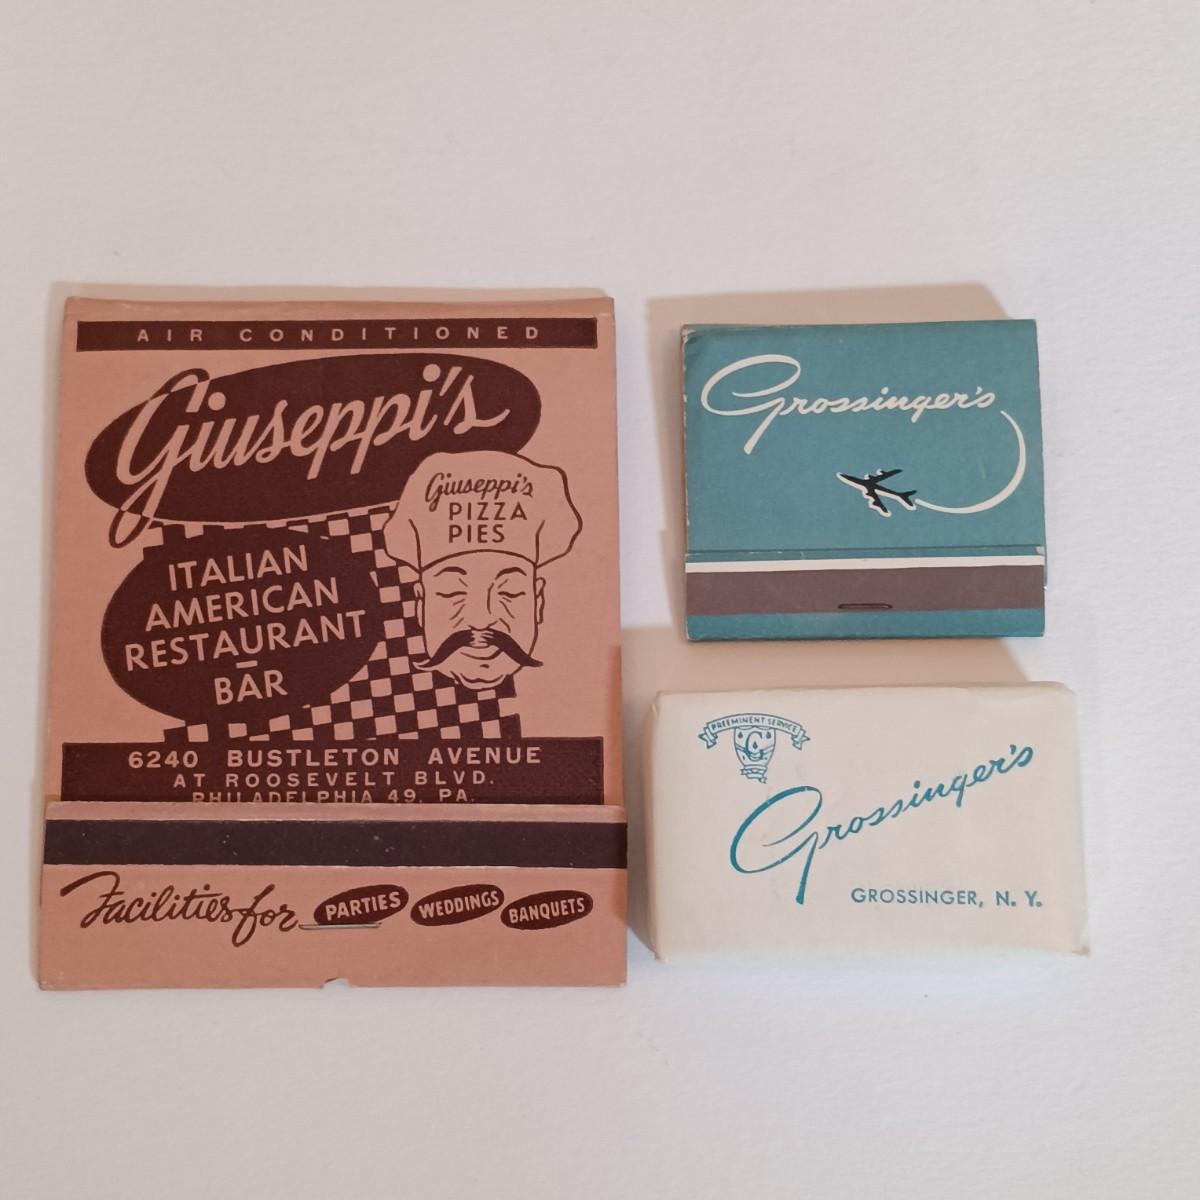 AIR CONDITIONED
Giuseppi's
Giuseppi's
PIZZA
PIES
ITALIAN
AMERICAN
RESTAURANT
BAR
6240 BUSTLETON AVENUE
AT ROOSEVELT BLVD.
PHILADELPHIA 49, PA.
Facilities for PARTIES WEDDINGS BANQUETS
Grossinger's
PREEMINENT SERVICE
G
Grossinger's
GROSSINGER, N. Y.